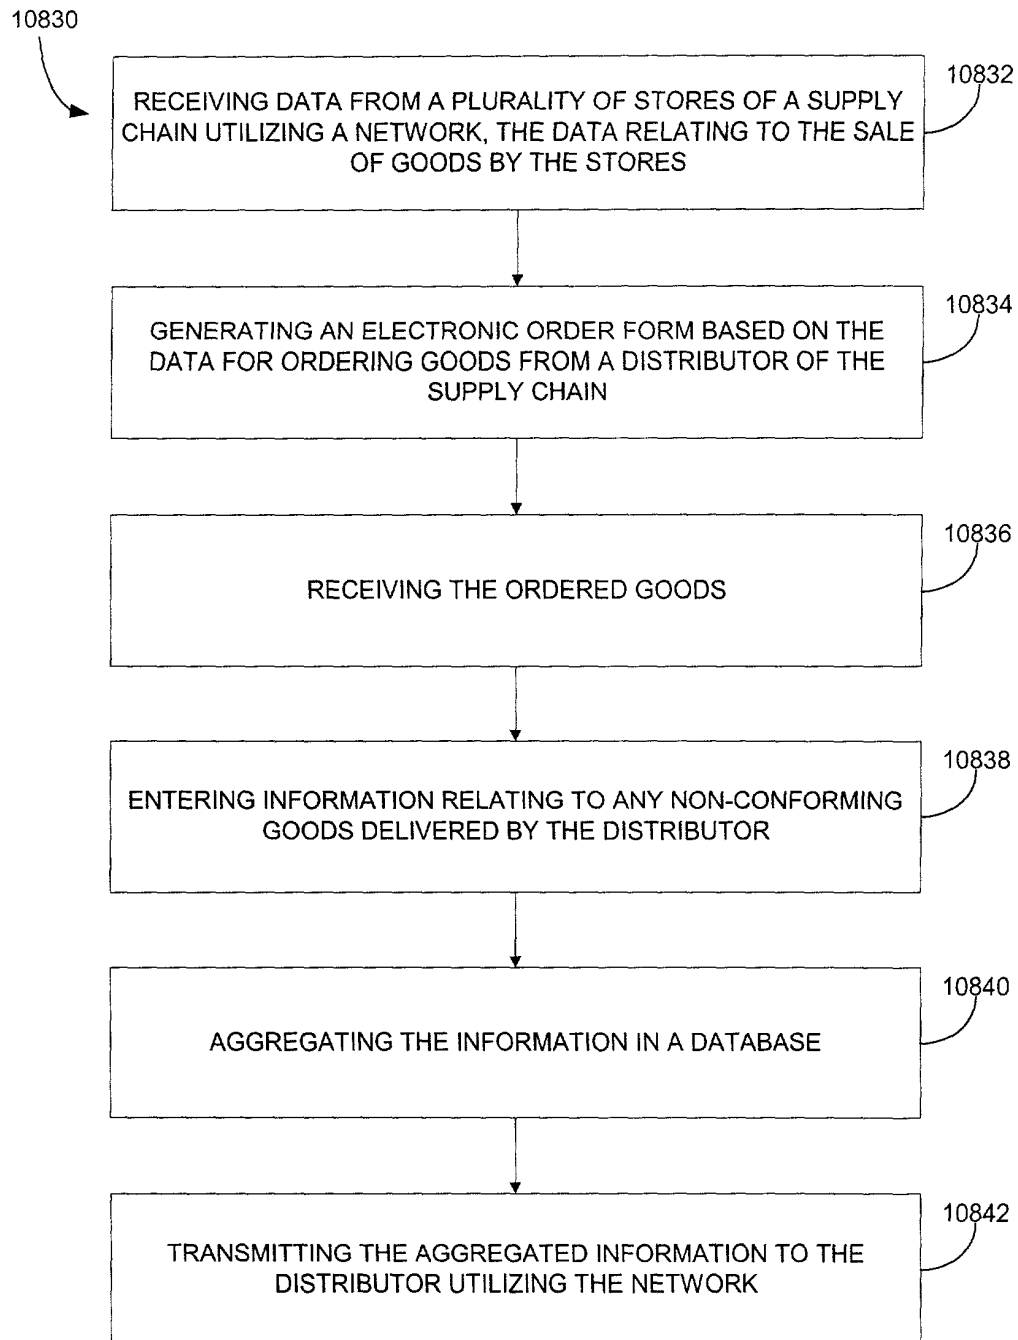 10830
10832
RECEIVING DATA FROM A PLURALITY OF STORES OF A SUPPLY
CHAIN UTILIZING A NETWORK, THE DATA RELATING TO THE SALE
OF GOODS BY THE STORES
10834
GENERATING AN ELECTRONIC ORDER FORM BASED ON THE
DATA FOR ORDERING GOODS FROM A DISTRIBUTOR OF THE
SUPPLY CHAIN
10836
RECEIVING THE ORDERED GOODS
10838
ENTERING INFORMATION RELATING TO ANY NON-CONFORMING
GOODS DELIVERED BY THE DISTRIBUTOR
10840
AGGREGATING THE INFORMATION IN A DATABASE
10842
TRANSMITTING THE AGGREGATED INFORMATION TO THE
DISTRIBUTOR UTILIZING THE NETWORK